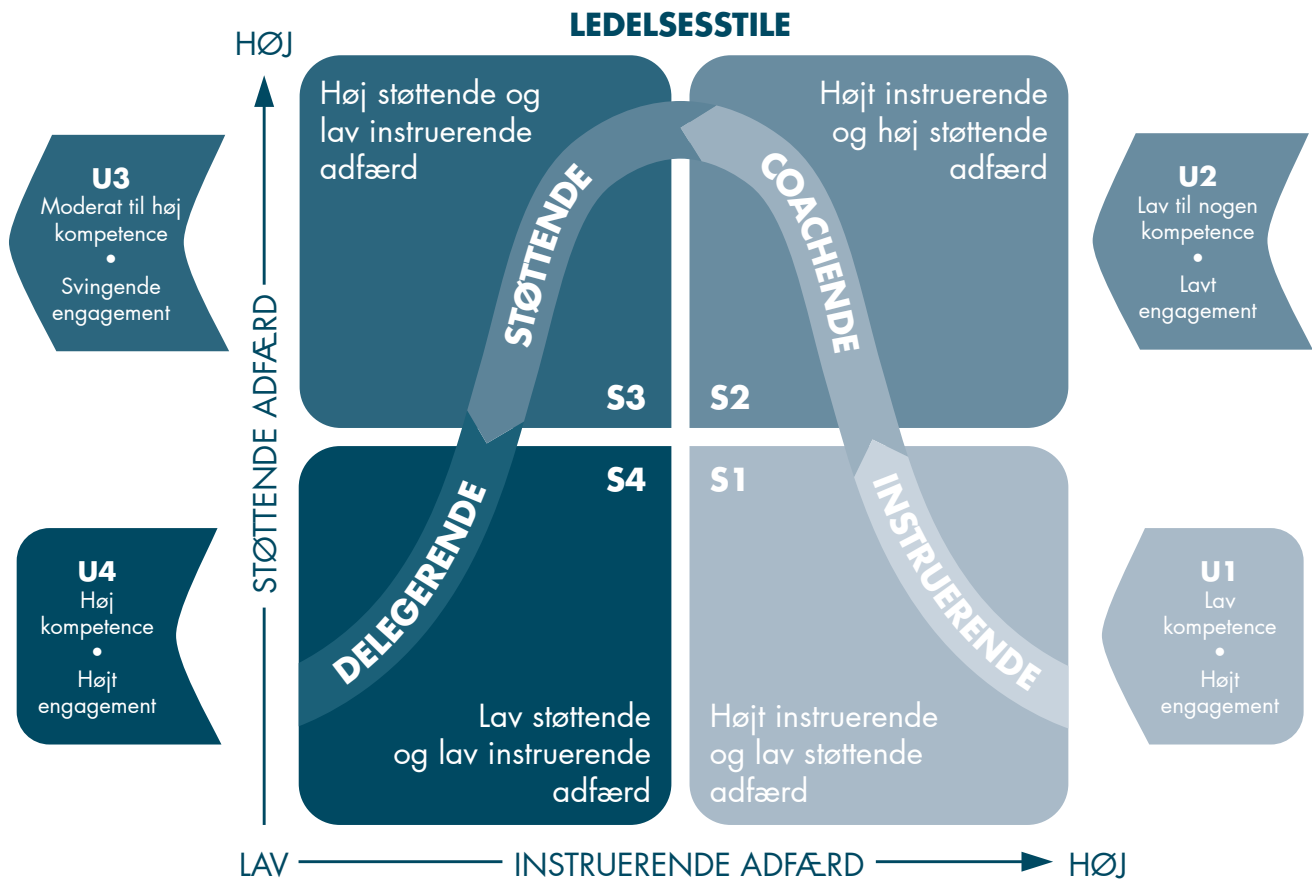 LEDELSESSTILE
HØJ
Høj støttende og
lav instruerende
adfærd
Højt instruerende
og høj støttende
adfærd
U3
Moderat til høj
kompetence
•
Svingende
engagement
U2
Lav til nogen
kompetence
•
Lavt
engagement
STØTTENDE
COACHENDE
S3
S2
STØTTENDE ADFÆRD
S4
S1
DELEGERENDE
INSTRUERENDE
U4
Høj
kompetence
•
Højt
engagement
U1
Lav
kompetence
•
Højt
engagement
Lav støttende
og lav instruerende
adfærd
Højt instruerende
og lav støttende
adfærd
LAV
INSTRUERENDE ADFÆRD
HØJ